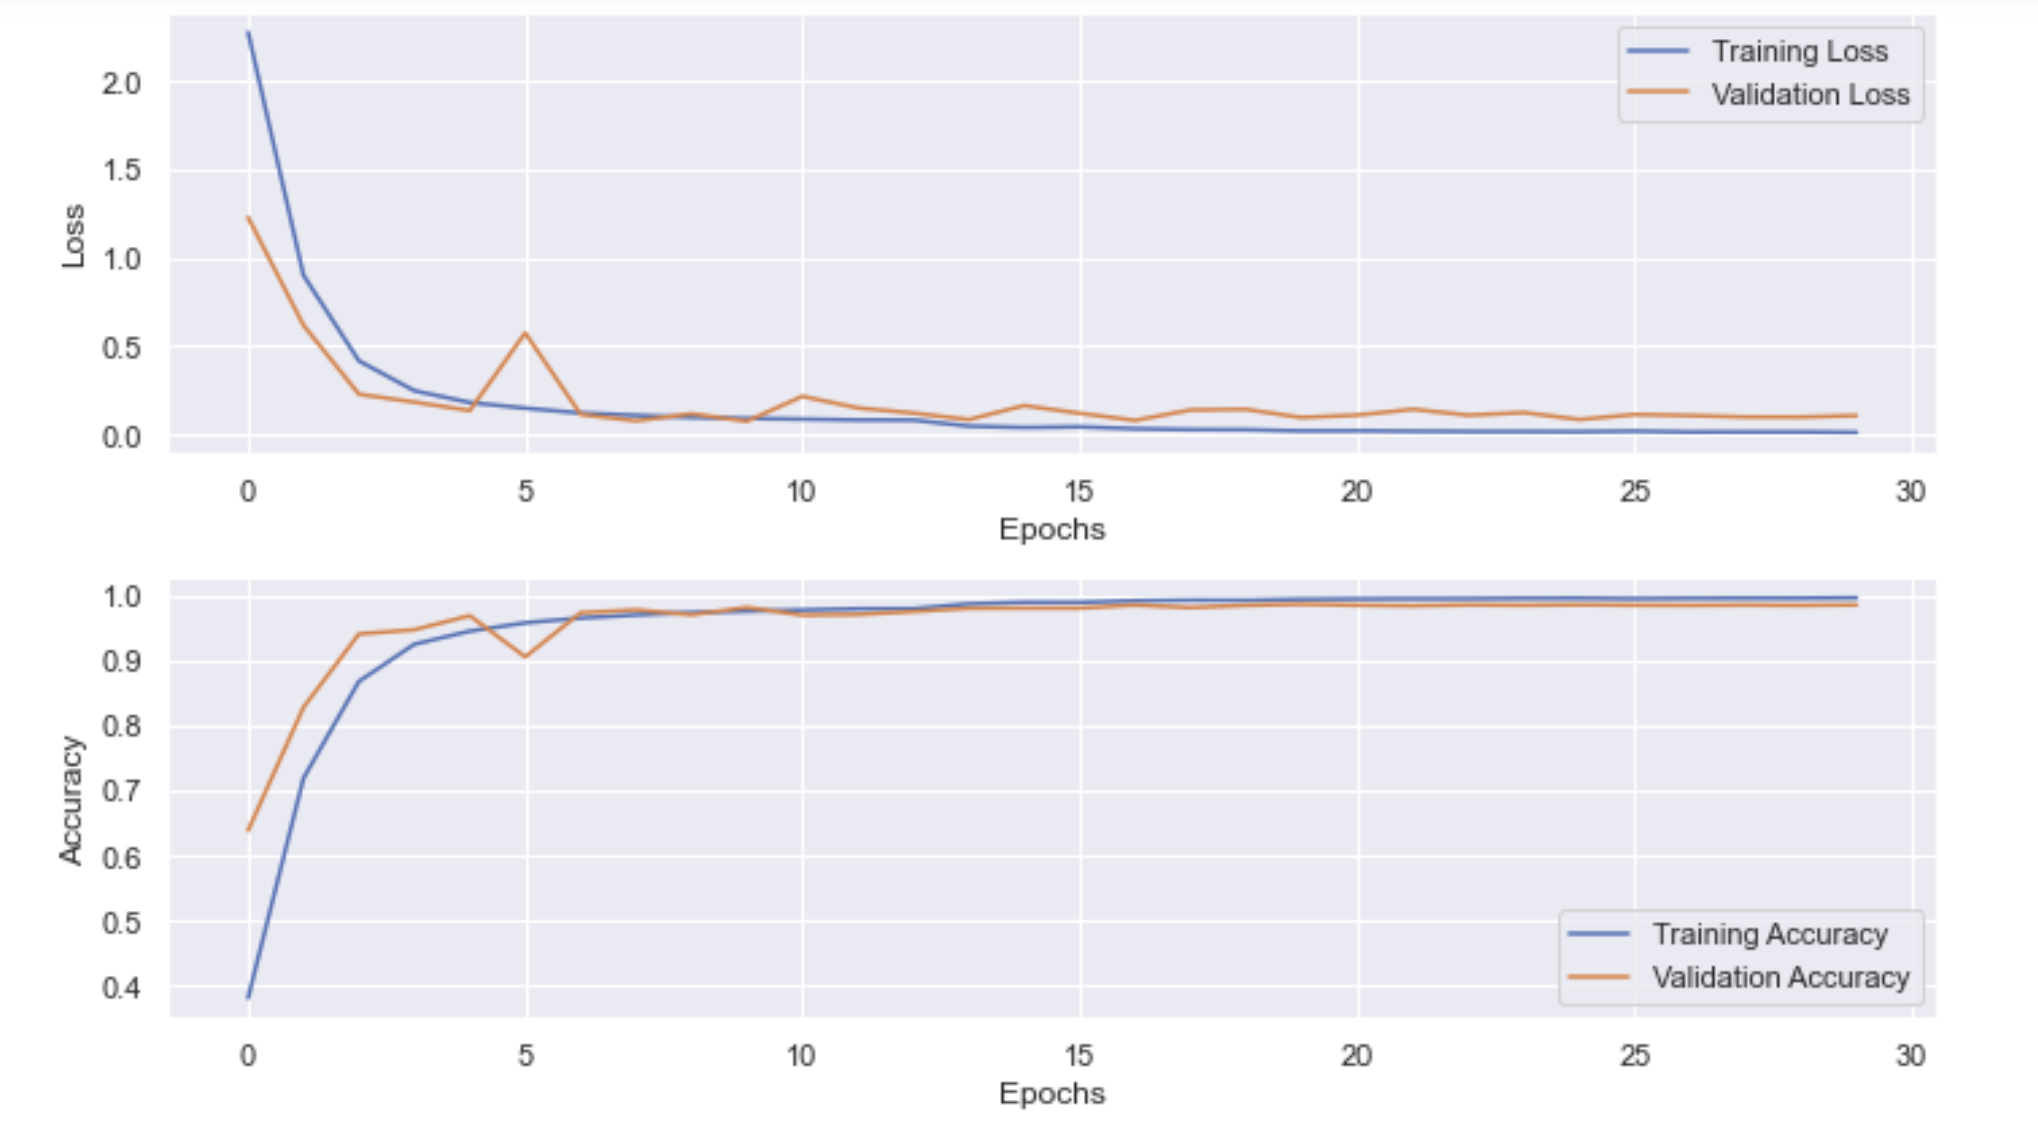 Training Loss
Validation Loss
2.0
1.5
1.0
0.5
0.0
Loss
0 5 10 15 20 25 30
Epochs
1.0
0.9
0.8
0.7
0.6
0.5
0.4
Accuracy
Training Accuracy
Validation Accuracy
0 5 10 15 20 25 30
Epochs